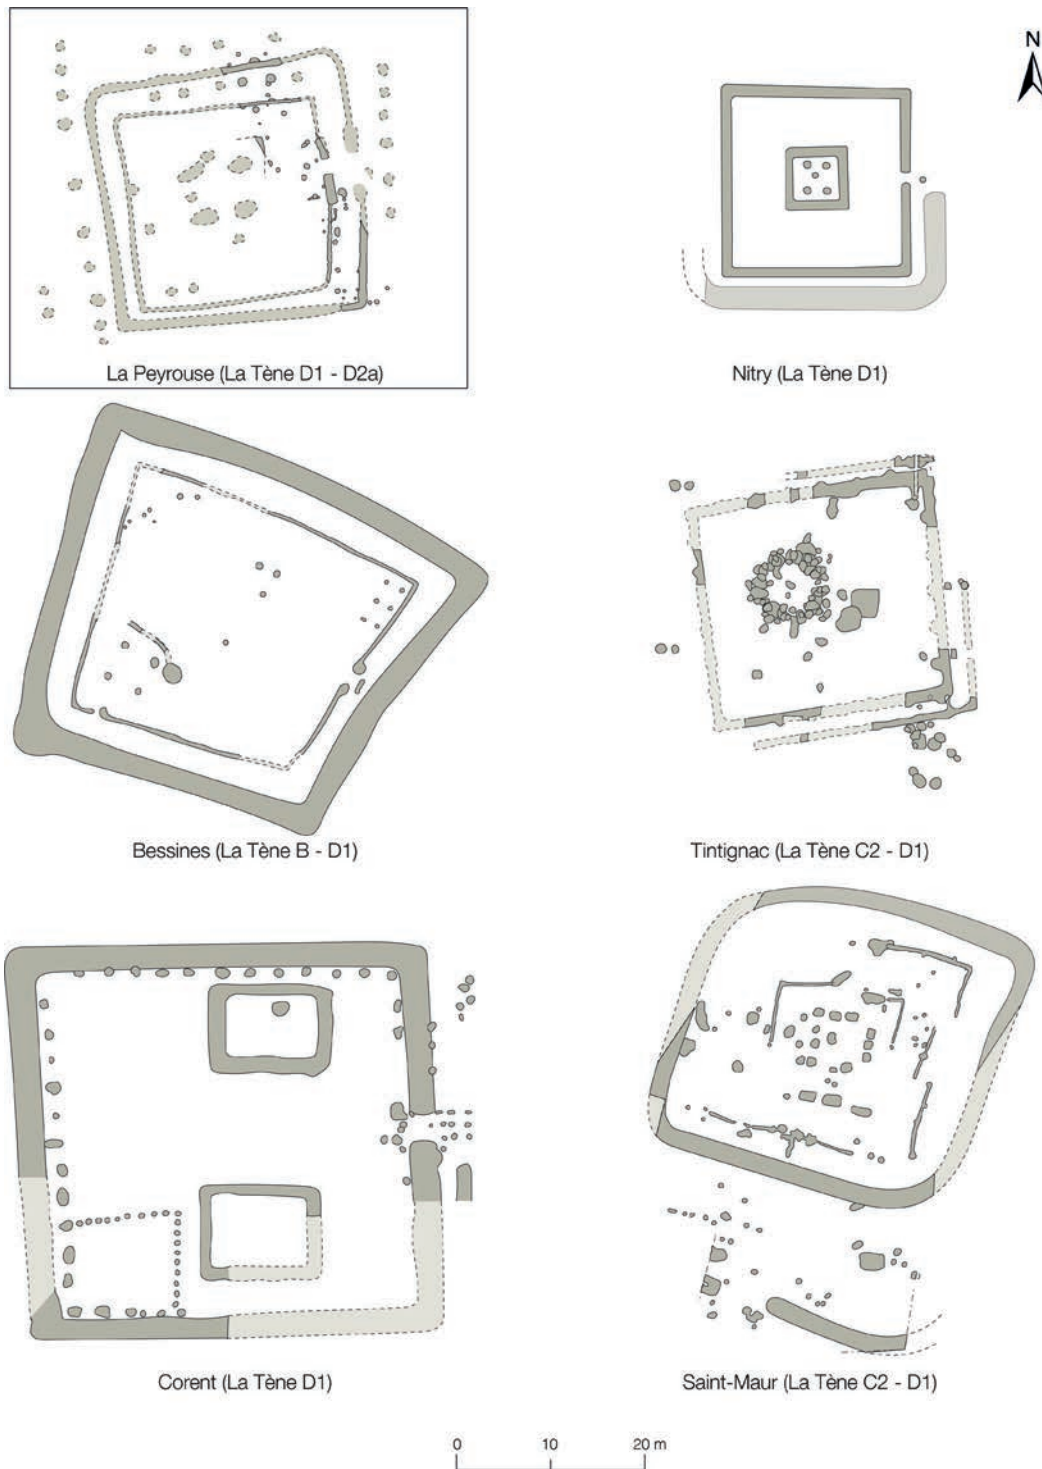 N
La Peyrouse (La Tène D1 - D2a)
Nitry (La Tène D1)
Bessines (La Tène B - D1)
Tintignac (La Tène C2 - D1)
Corent (La Tène D1)
Saint-Maur (La Tène C2 - D1)
0 10 20 m